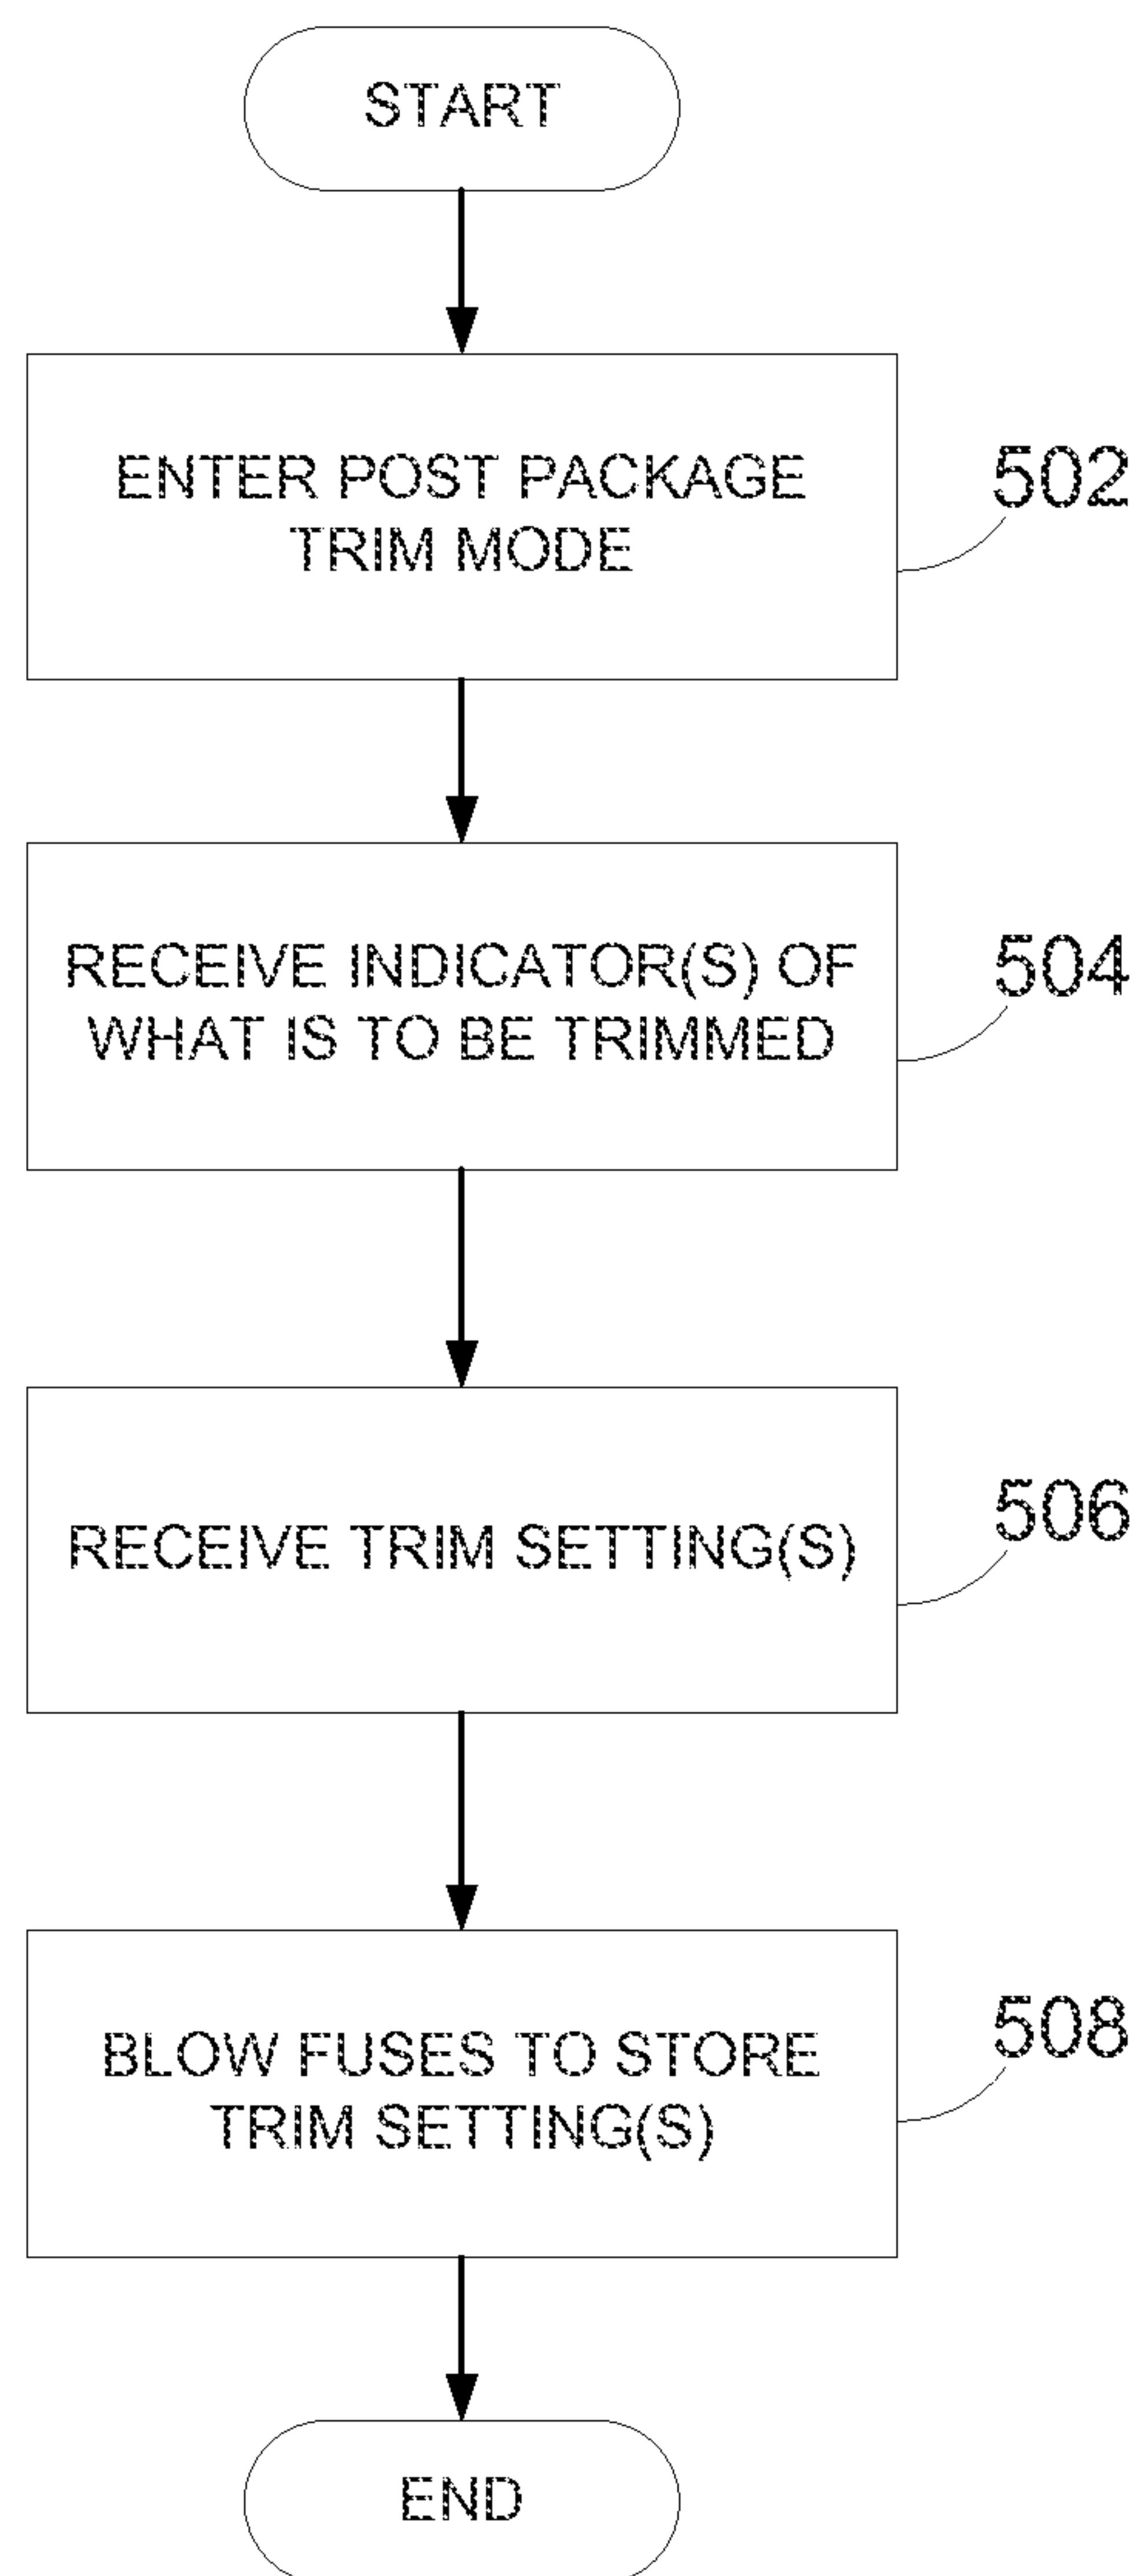 START
ENTER POST PACKAGE
TRIM MODE
502
RECEIVE INDICATOR(S) OF
WHAT IS TO BE TRIMMED
504
RECEIVE TRIM SETTING(S)
506
BLOW FUSES TO STORE
TRIM SETTING(S)
508
END